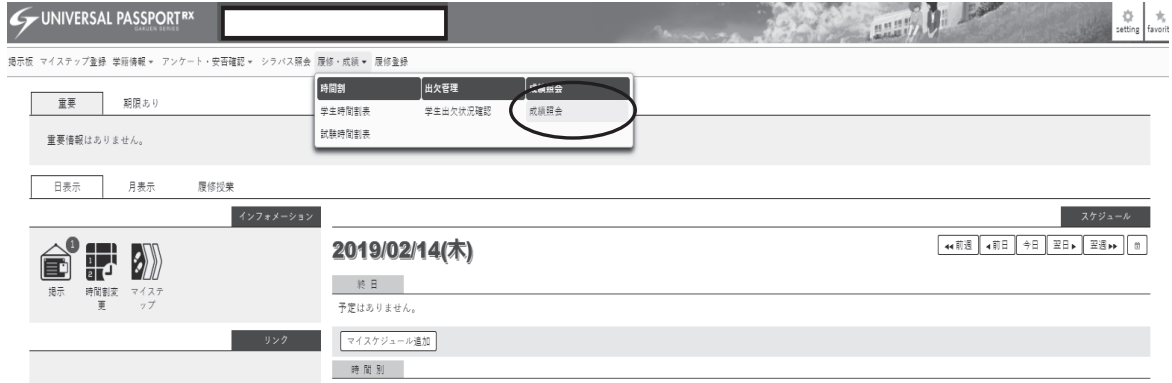 UNIVERSAL PASSPORT RX
GAKUEN SERIES
setting
favorit
掲示板 マイステップ登録 学籍情報▼ アンケート・安否確認▼ シラバス照会 履修・成績▼ 履修登録
時間割 出欠管理 成績照会
学生時間割表 学生出欠状況確認 成績照会
試験時間割表
重要 期限あり
重要情報はありません。
日表示 月表示 履修授業
インフォメーション
スケジュール
1
掲示
時間割変更
マイステップ
2019/02/14(木)
◀◀前週 ◀前日 今日 翌日▶ 翌週▶▶
終日
予定はありません。
リンク
マイスケジュール追加
時間別